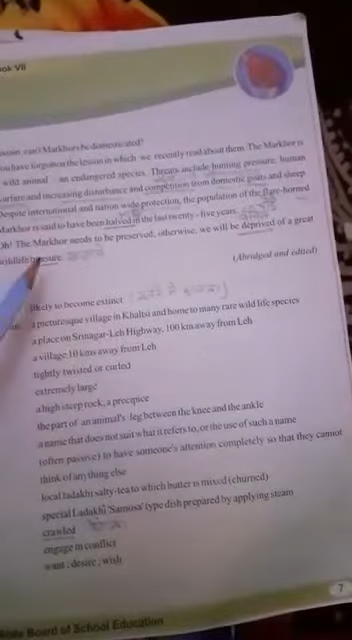 ook VII
can't Markhors be domesticated?
ou have forgotten the lesson in which we recently read about them. The Markhor is
wild animal an endangered species. Threats include hunting pressure, human
warfare and increasing disturbance and competition from domestic goats and sheep
Despite international and nation wide protection, the population of the flare-horned
Markhor is said to have been halved in the last twenty - five years.
Oh! The Markhor needs to be preserved, otherwise, we will be deprived of a great
wildlife
(Abridged and edited)
likely to become extinct
a picturesque village in Khaltsi and home to many rare wild life species
a place on Srinagar-Leh Highway, 100 km away from Leh
a village 10 kms away from Leh
tightly twisted or curled
extremely large
a high steep rock, a precipice
the part of an animal's leg between the knee and the ankle
a name that does not suit what it refers to, or the use of such a name
(often passive) to have someone's attention completely so that they cannot
think of anything else
local ladakhi salty-tea to which butter is mixed (churned)
special Ladakhi 'Samosa' type dish prepared by applying steam
crawled
engage in conflict
want ; desire ; wish
7
Board of School Education